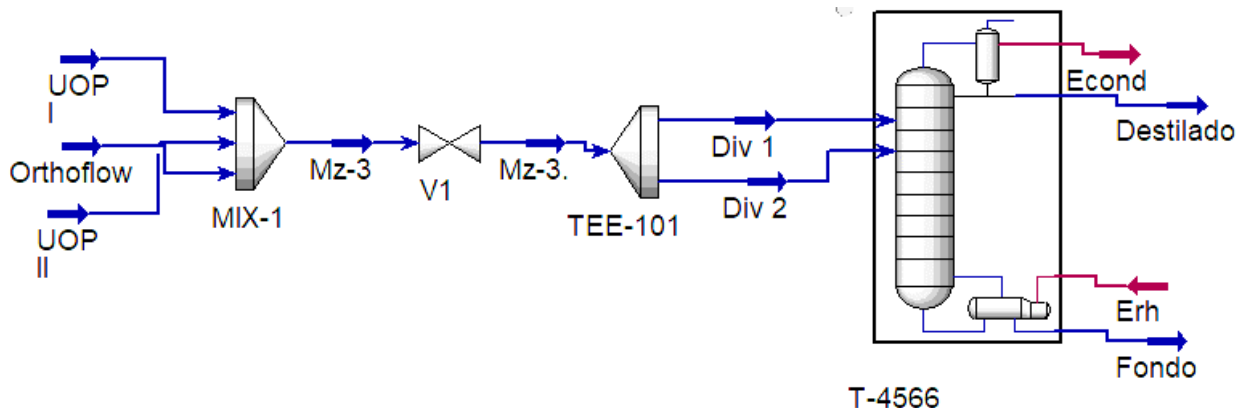 UOP
I
Orthoflow
UOP
II
MIX-1
Mz-3
V1
Mz-3.
TEE-101
Div 1
Div 2
Econd
Destilado
Erh
Fondo
T-4566